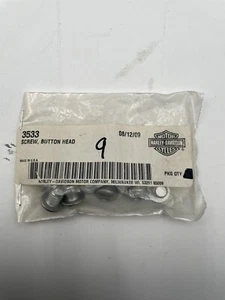 3533
08/12/09
SCREW, BUTTON HEAD
9
MOTOR
HARLEY-DAVIDSON
CYCLES
MADE IN U.S.A.
PKG QTY
HARLEY-DAVIDSON MOTOR COMPANY, MILWAUKEE WI.